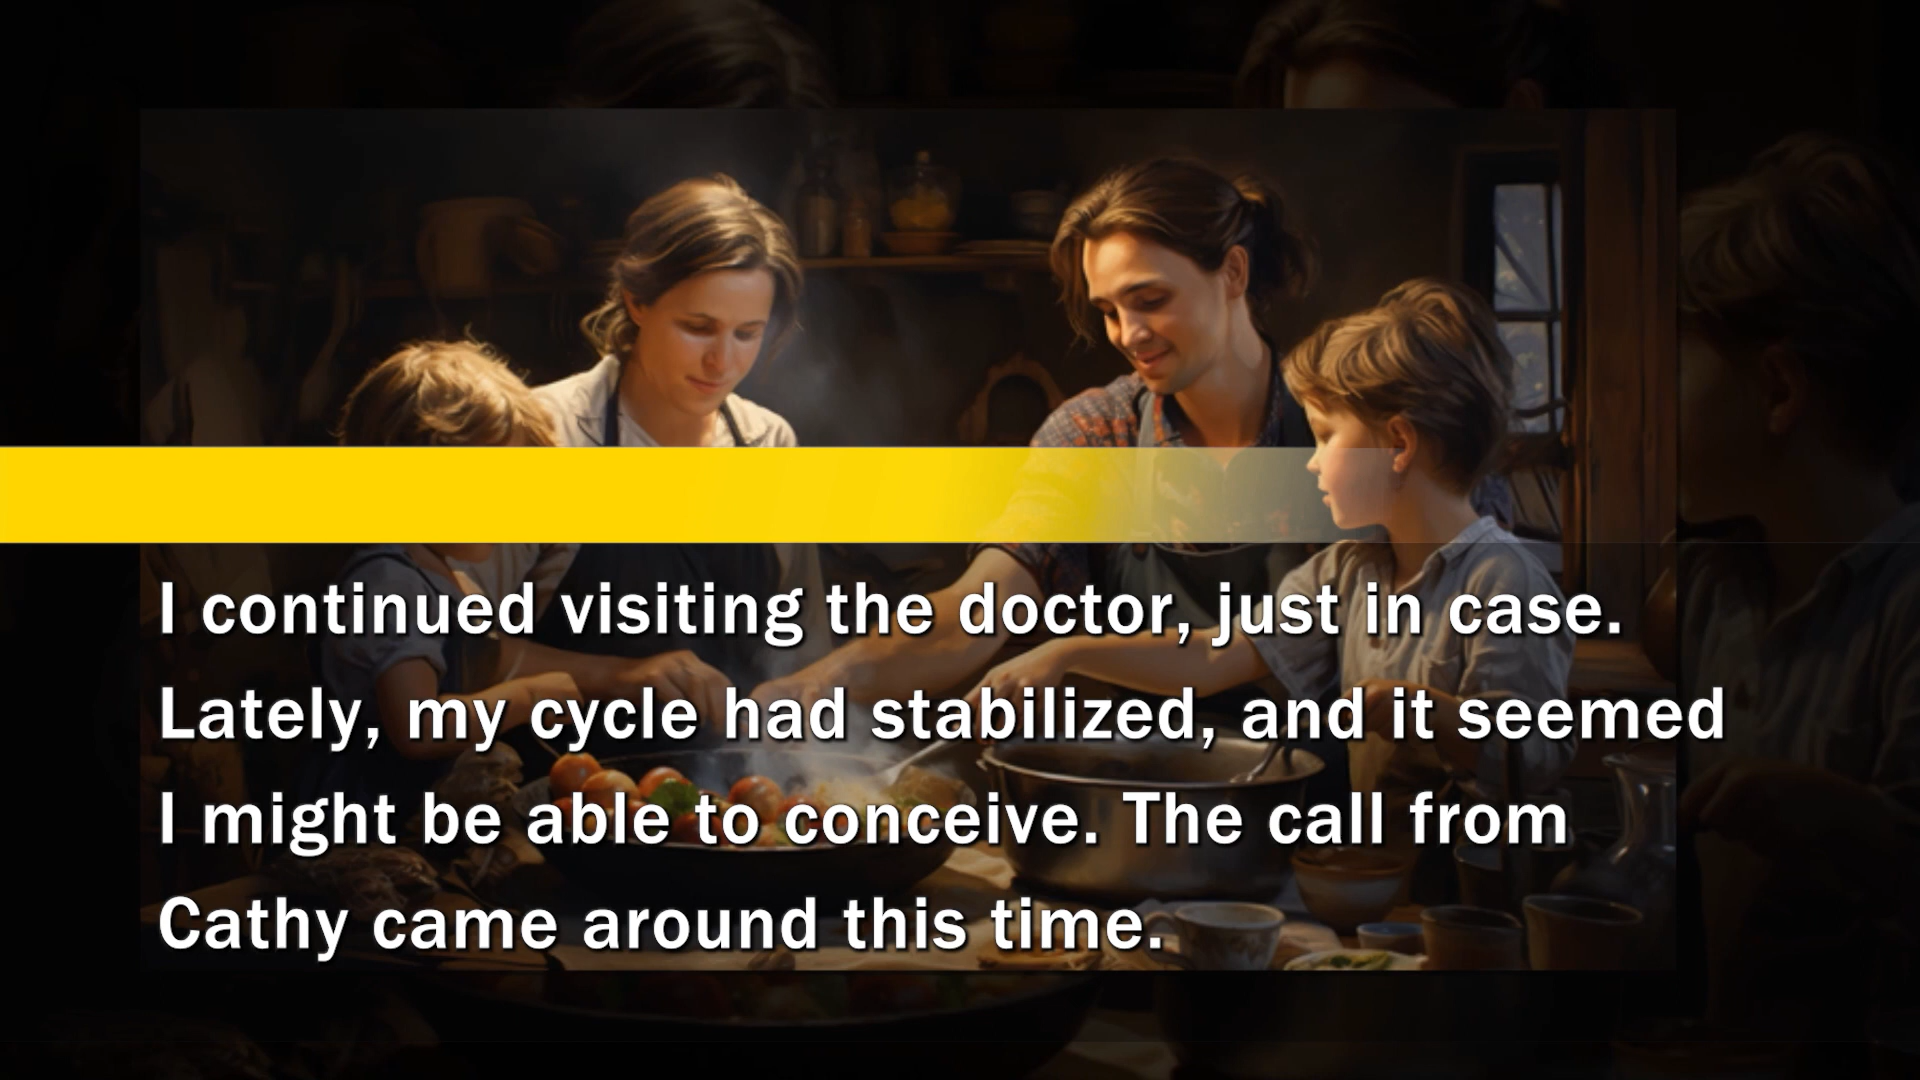 I continued visiting the doctor, just in case.
Lately, my cycle had stabilized, and it seemed
I might be able to conceive. The call from
Cathy came around this time.